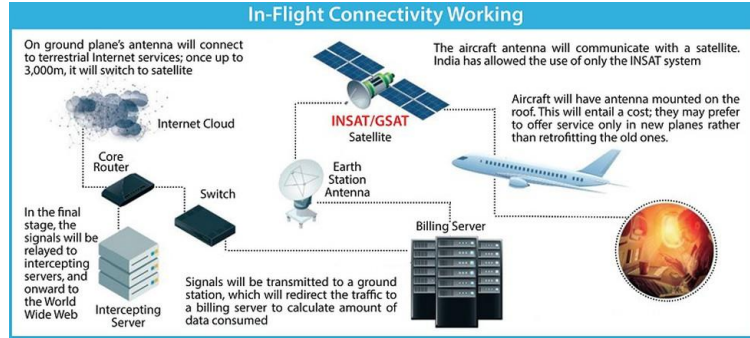 In-Flight Connectivity Working
On ground plane's antenna will connect
to terrestrial Internet services; once up to
3,000m, it will switch to satellite
The aircraft antenna will communicate with a satellite.
India has allowed the use of only the INSAT system
Internet Cloud
INSAT/GSAT
Satellite
Aircraft will have antenna mounted on the
roof. This will entail a cost; they may prefer
to offer service only in new planes rather
than retrofitting the old ones.
Core
Router
Switch
Earth
Station
Antenna
Billing Server
In the final
stage, the
signals will be
relayed to
intercepting
servers, and
onward to
the World
Wide Web
Intercepting
Server
Signals will be transmitted to a ground
station, which will redirect the traffic to
a billing server to calculate amount of
data consumed